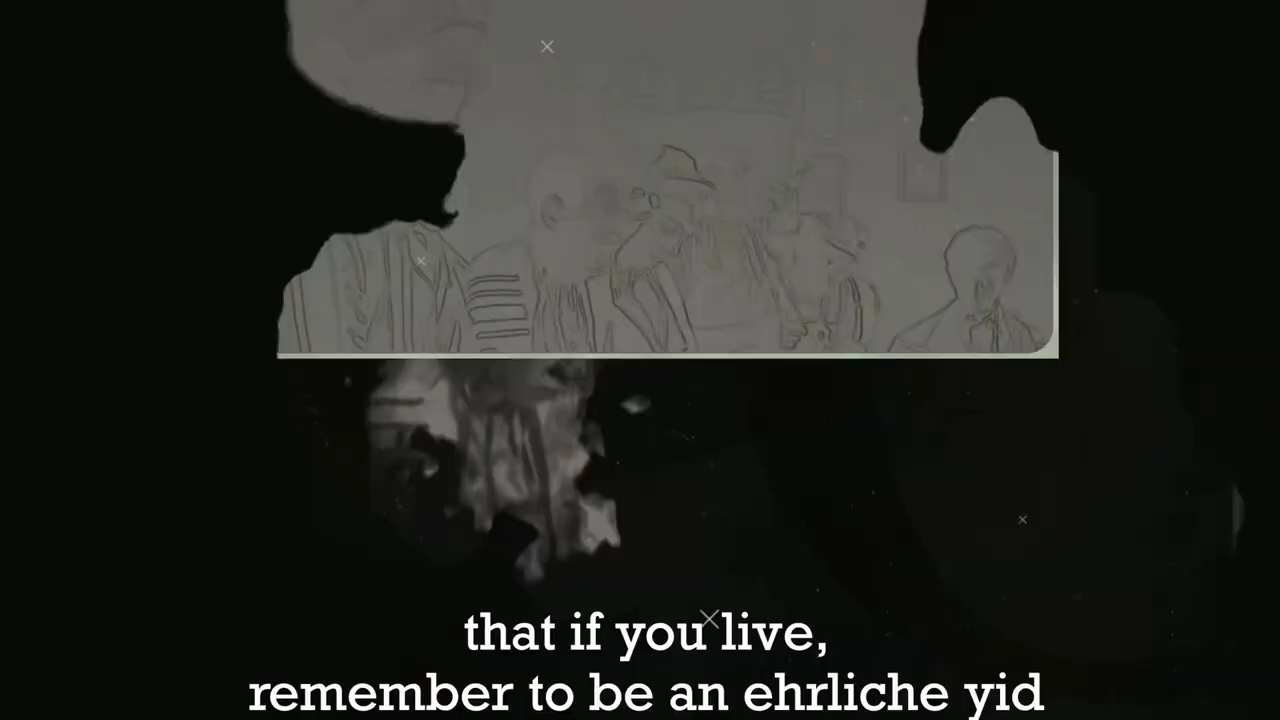 that if you live,
remember to be an ehrliche yid